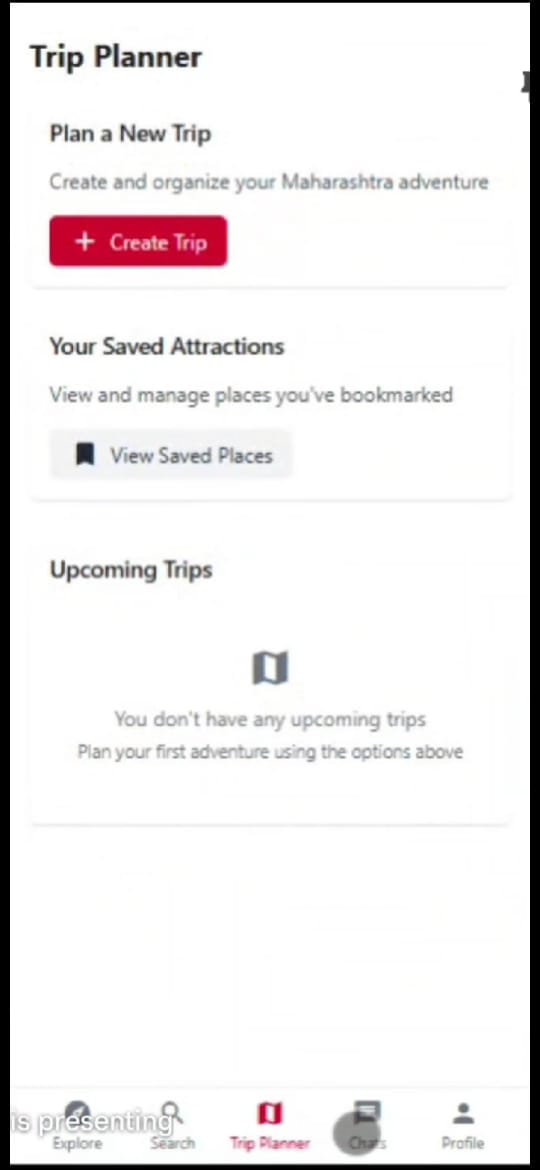 Trip Planner
Plan a New Trip
Create and organize your Maharashtra adventure
+ Create Trip
Your Saved Attractions
View and manage places you've bookmarked
View Saved Places
Upcoming Trips
You don't have any upcoming trips
Plan your first adventure using the options above
is presenting
Explore
Search
Trip Planner
Chats
Profile